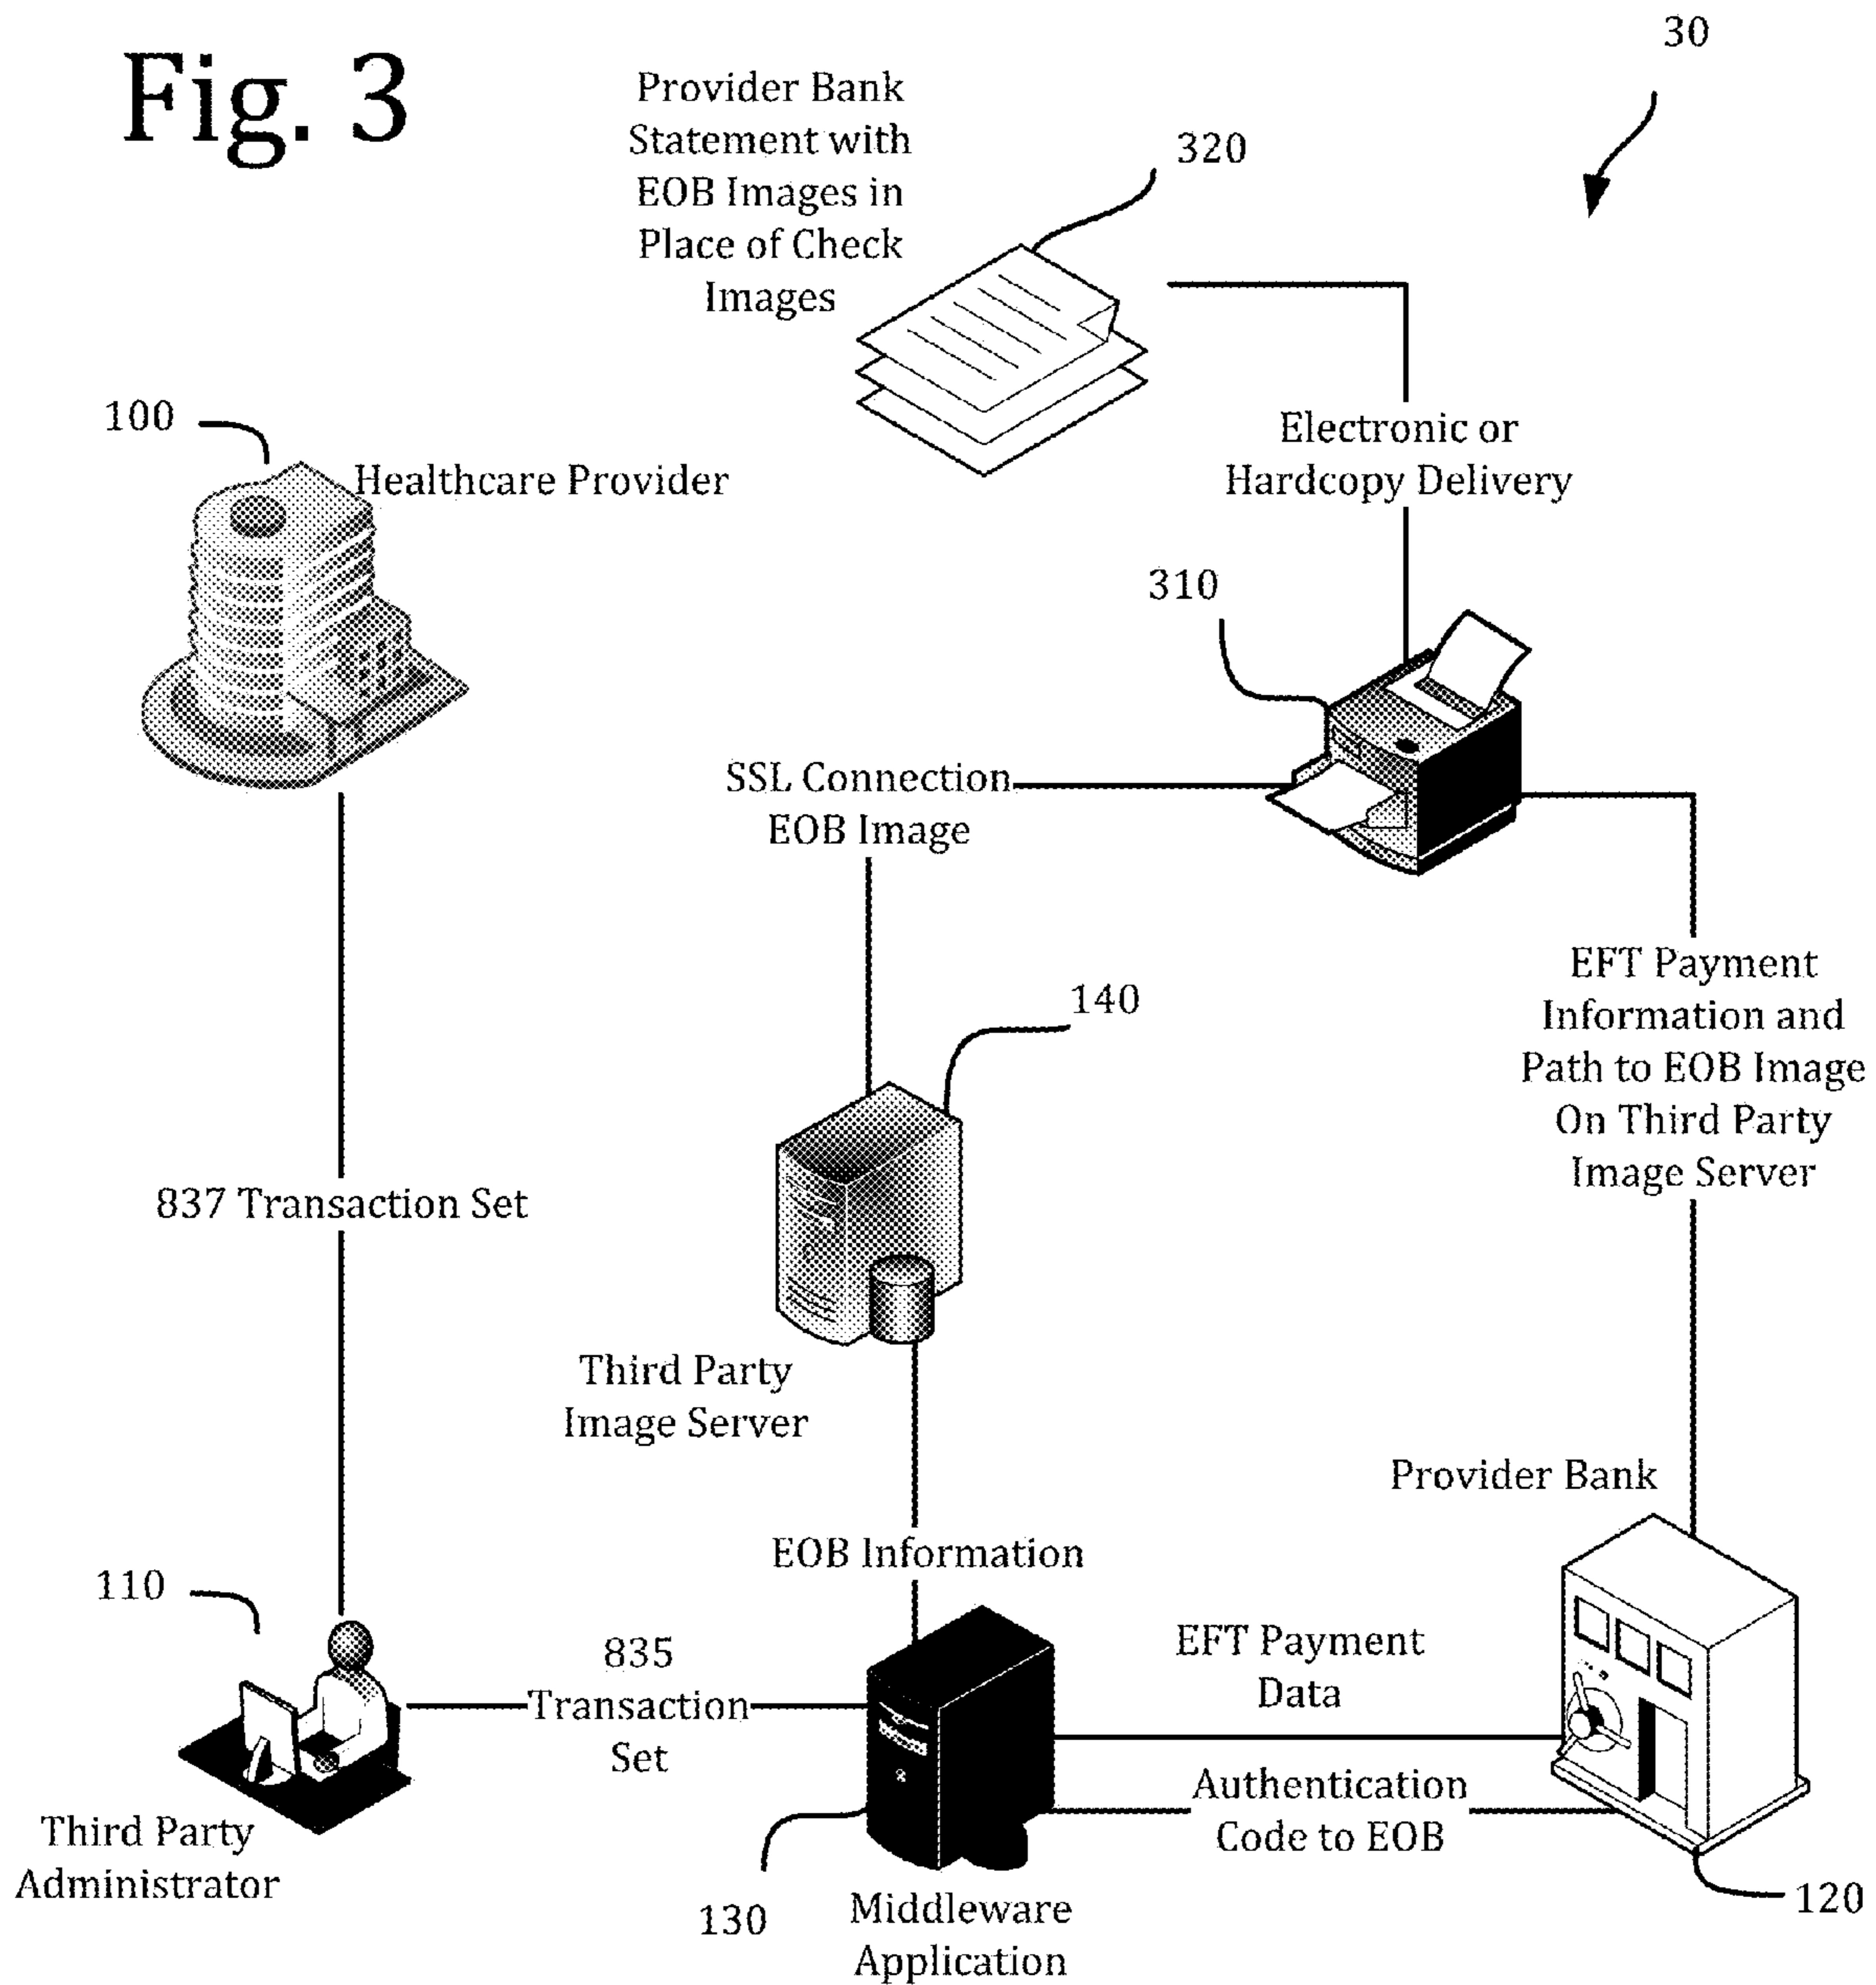 Fig. 3
30
Provider Bank
Statement with
EOB Images in
Place of Check
Images
320
100
Healthcare Provider
Electronic or
Hardcopy Delivery
310
SSL Connection
EOB Image
140
EFT Payment
Information and
Path to EOB Image
On Third Party
Image Server
837 Transaction Set
Third Party
Image Server
Provider Bank
EOB Information
110
835
Transaction
Set
EFT Payment
Data
Authentication
Code to EOB
Third Party
Administrator
130
Middleware
Application
120